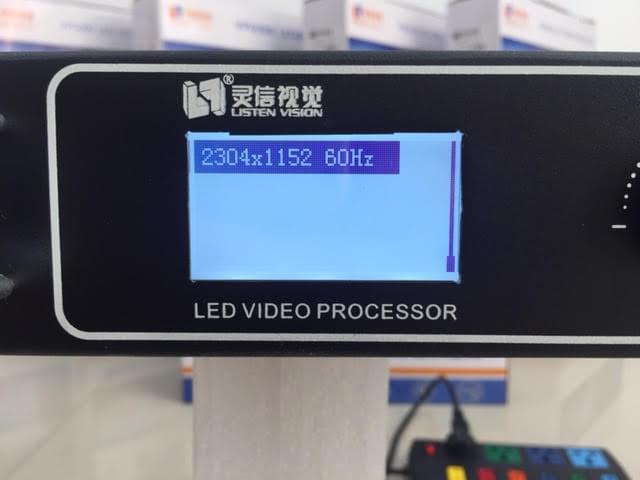 ®
灵信视觉
LISTEN VISION
2304x1152 60Hz
LED VIDEO PROCESSOR